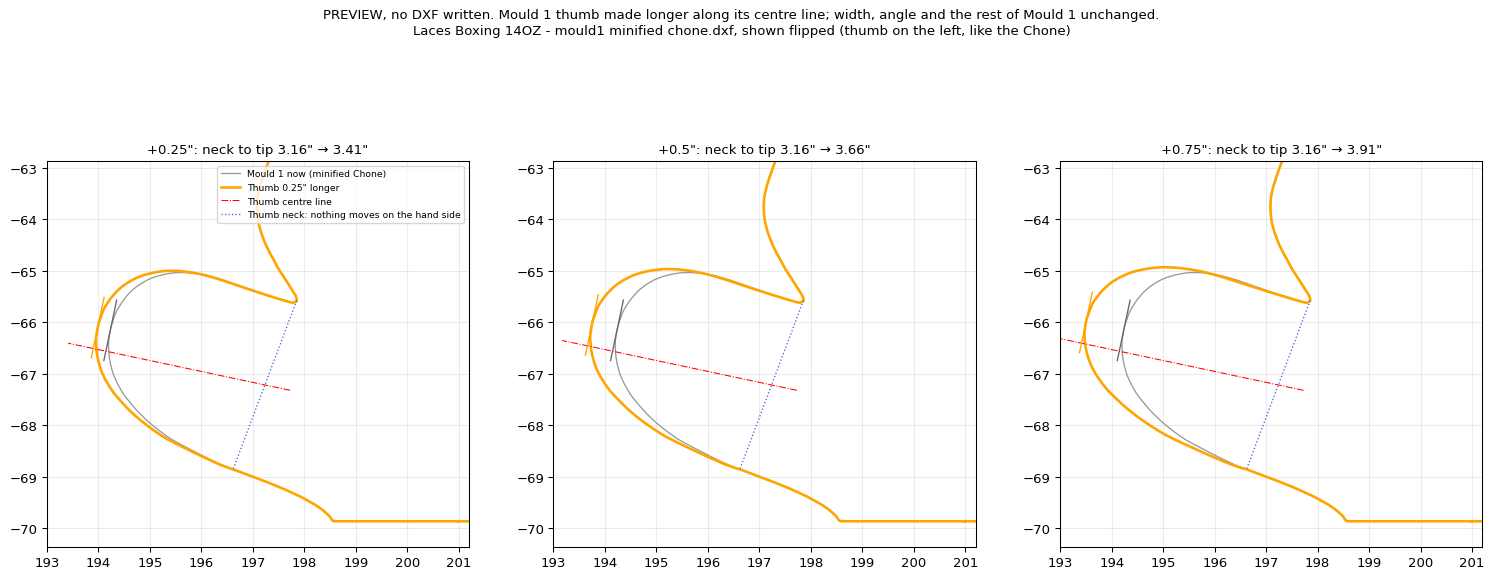 PREVIEW, no DXF written. Mould 1 thumb made longer along its centre line; width, angle and the rest of Mould 1 unchanged.
Laces Boxing 14OZ - mould1 minified chone.dxf, shown flipped (thumb on the left, like the Chone)
+0.25": neck to tip 3.16" → 3.41"
Mould 1 now (minified Chone)
Thumb 0.25" longer
Thumb centre line
Thumb neck: nothing moves on the hand side
−63
−64
−65
−66
−67
−68
−69
−70
193 194 195 196 197 198 199 200 201
+0.5": neck to tip 3.16" → 3.66"
−63
−64
−65
−66
−67
−68
−69
−70
193 194 195 196 197 198 199 200 201
+0.75": neck to tip 3.16" → 3.91"
−63
−64
−65
−66
−67
−68
−69
−70
193 194 195 196 197 198 199 200 201